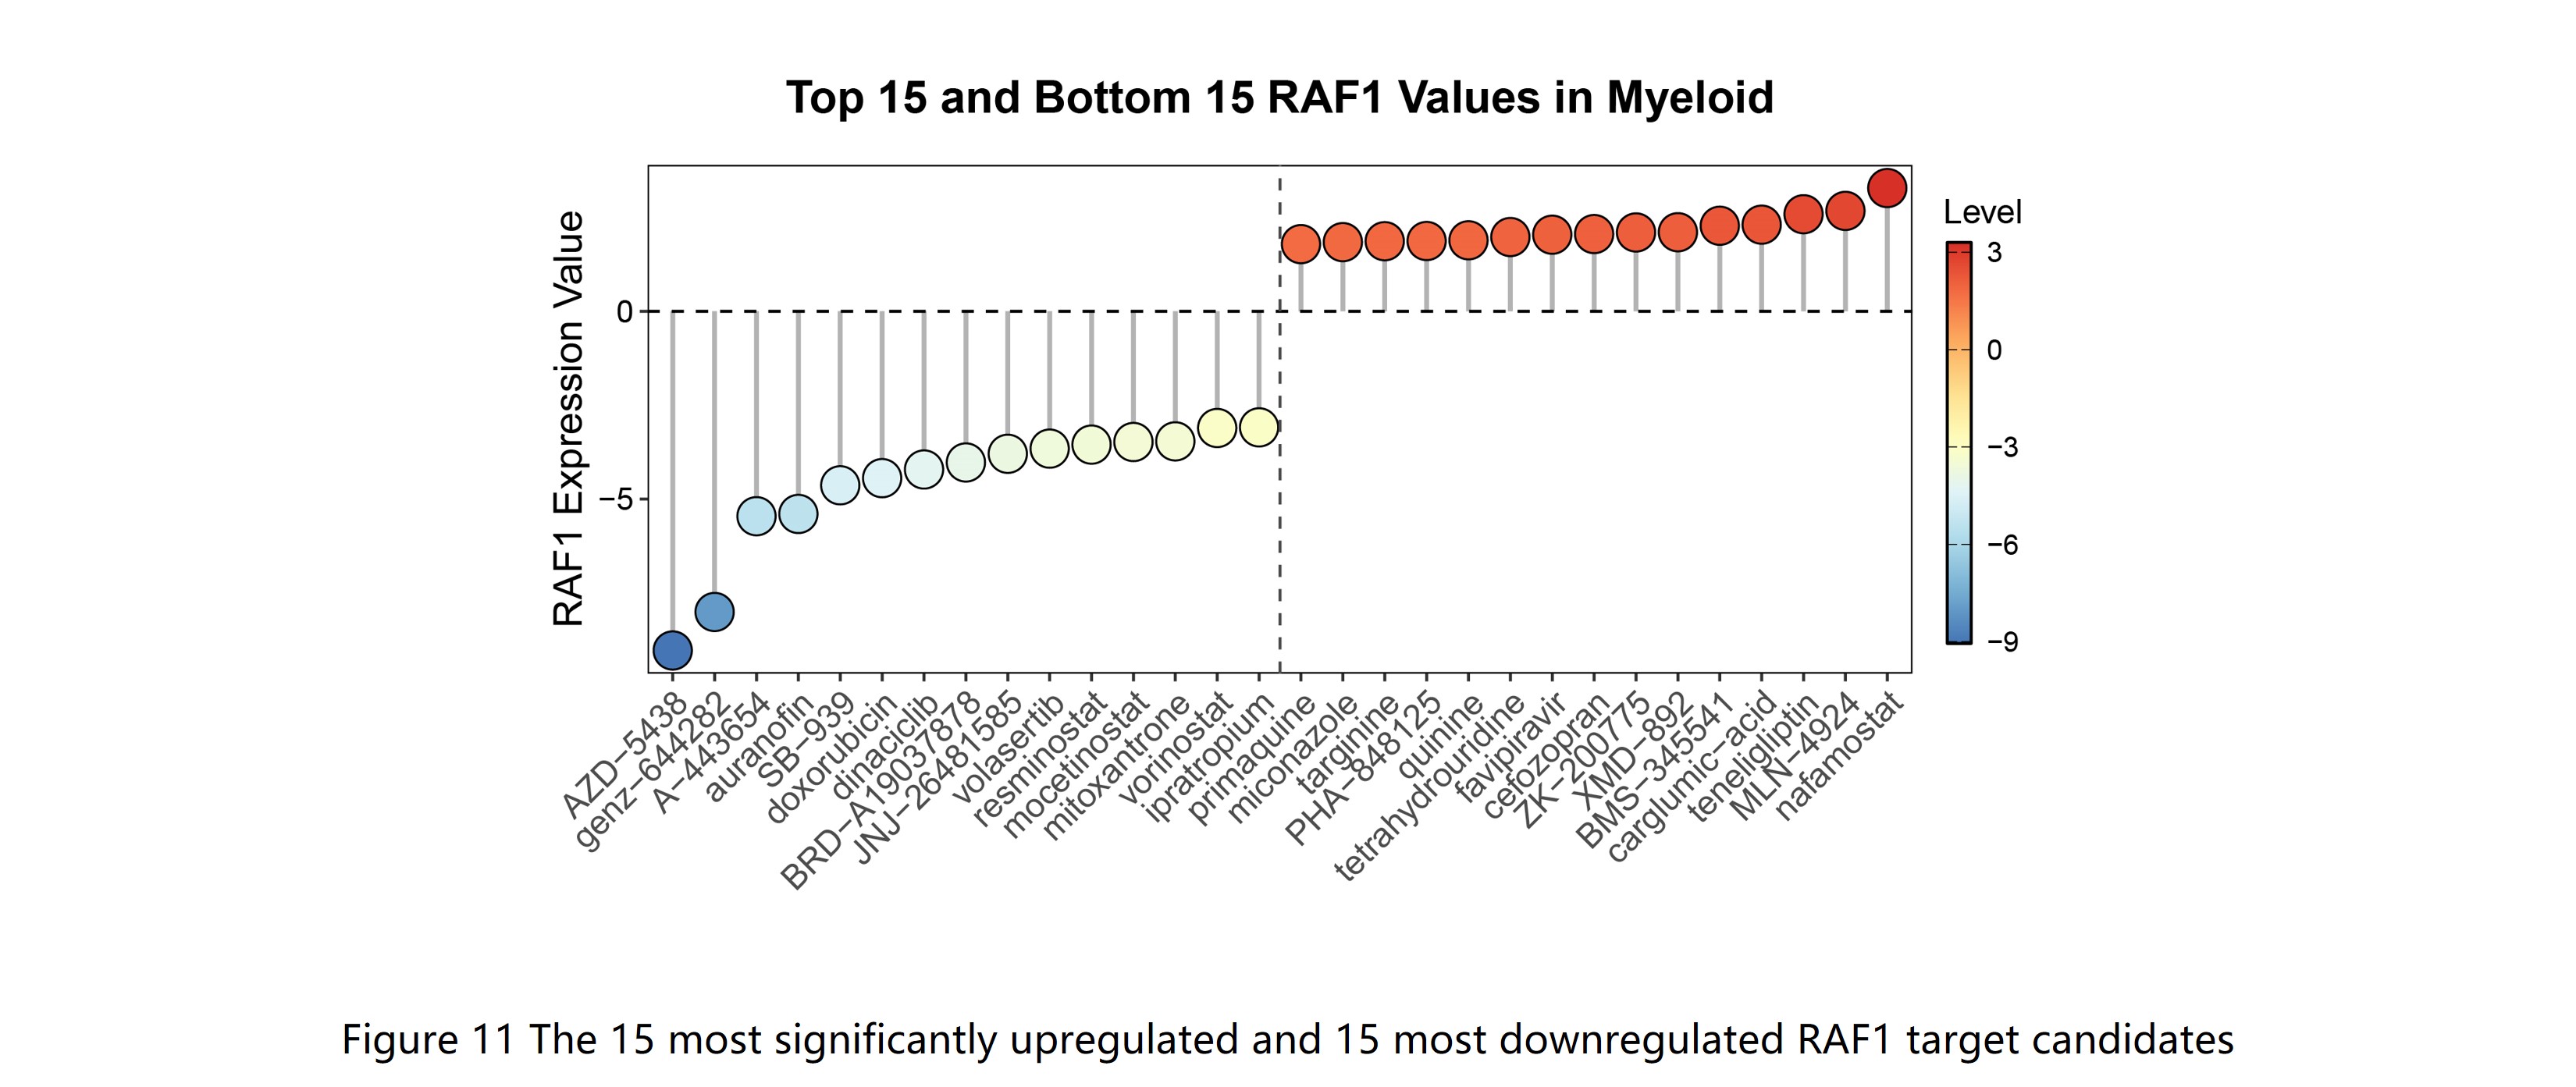 Top 15 and Bottom 15 RAF1 Values in Myeloid
RAF1 Expression Value
0
−5
Level
3
0
−3
−6
−9
AZD−5438
genz−644282
A−443654
auranofin
SB−939
doxorubicin
dinaciclib
BRD−A19037878
JNJ−26481585
volasertib
resminostat
mocetinostat
mitoxantrone
vorinostat
ipratropium
primaquine
miconazole
targinine
PHA−848125
quinine
tetrahydrouridine
favipiravir
cefozopran
ZK−200775
XMD−892
BMS−345541
carglumic−acid
teneligliptin
MLN−4924
nafamostat
Figure 11 The 15 most significantly upregulated and 15 most downregulated RAF1 target candidates